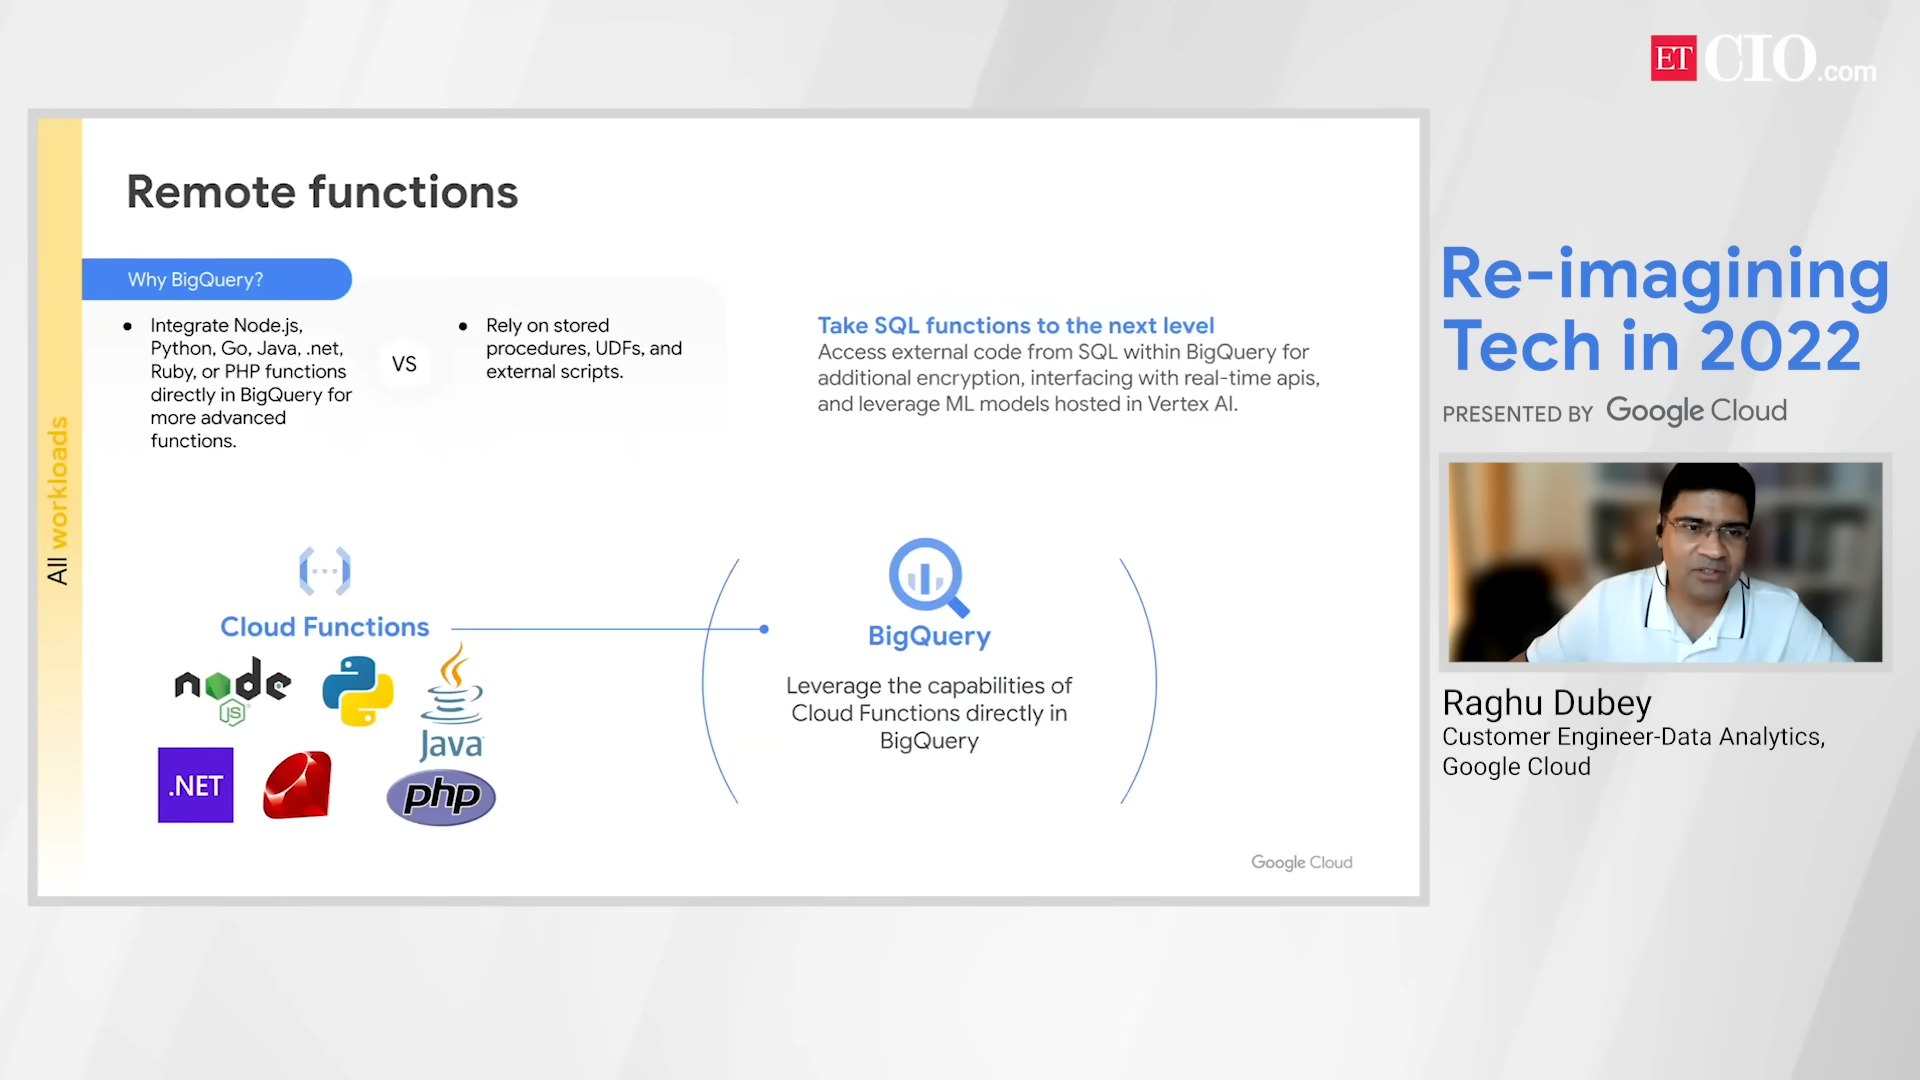 ET CIO.com
Remote functions
Why BigQuery?
● Integrate Node.js,
Python, Go, Java, .net,
Ruby, or PHP functions
directly in BigQuery for
more advanced
functions.
VS
● Rely on stored
procedures, UDFs, and
external scripts.
Take SQL functions to the next level
Access external code from SQL within BigQuery for
additional encryption, interfacing with real-time apis,
and leverage ML models hosted in Vertex AI.
All workloads
Cloud Functions
node
JS
Java
.NET
php
BigQuery
Leverage the capabilities of
Cloud Functions directly in
BigQuery
Google Cloud
Re-imagining
Tech in 2022
PRESENTED BY Google Cloud
Raghu Dubey
Customer Engineer-Data Analytics,
Google Cloud